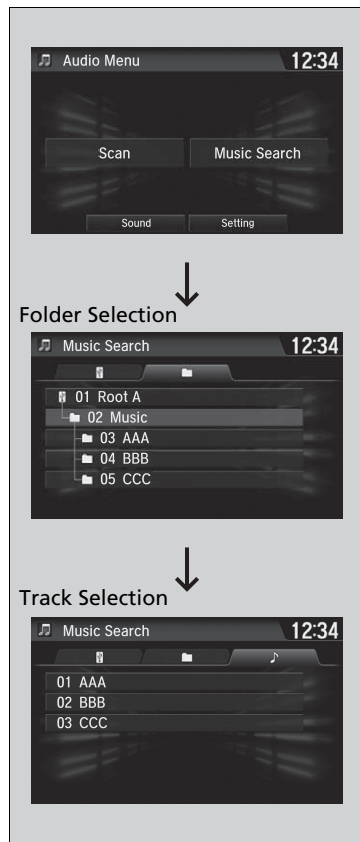 Audio Menu 12:34
Scan Music Search
Sound Setting
Folder Selection
Music Search 12:34
01 Root A
02 Music
03 AAA
04 BBB
05 CCC
Track Selection
Music Search 12:34
01 AAA
02 BBB
03 CCC